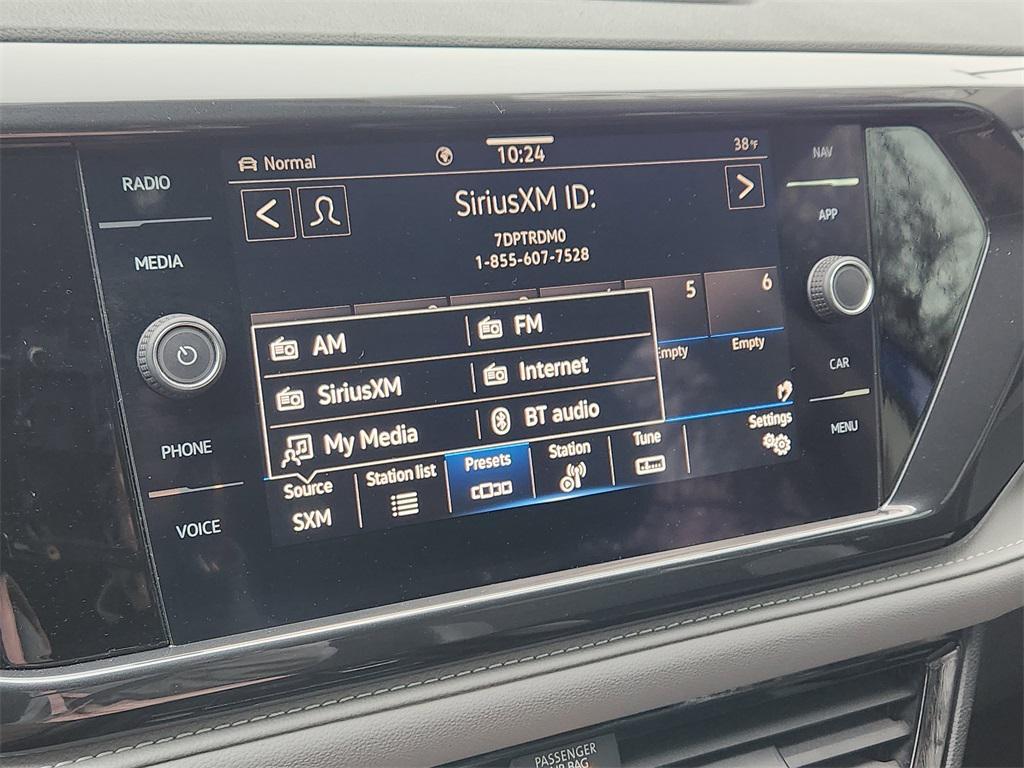 RADIO
MEDIA
PHONE
VOICE
Normal
10:24
38°F
SiriusXM ID:
7DPTRDM0
1-855-607-7528
5
6
Empty
AM
FM
SiriusXM
Internet
My Media
BT audio
Source
SXM
Station list
Presets
Station
Tune
Settings
NAV
APP
CAR
MENU
PASSENGER
BAG